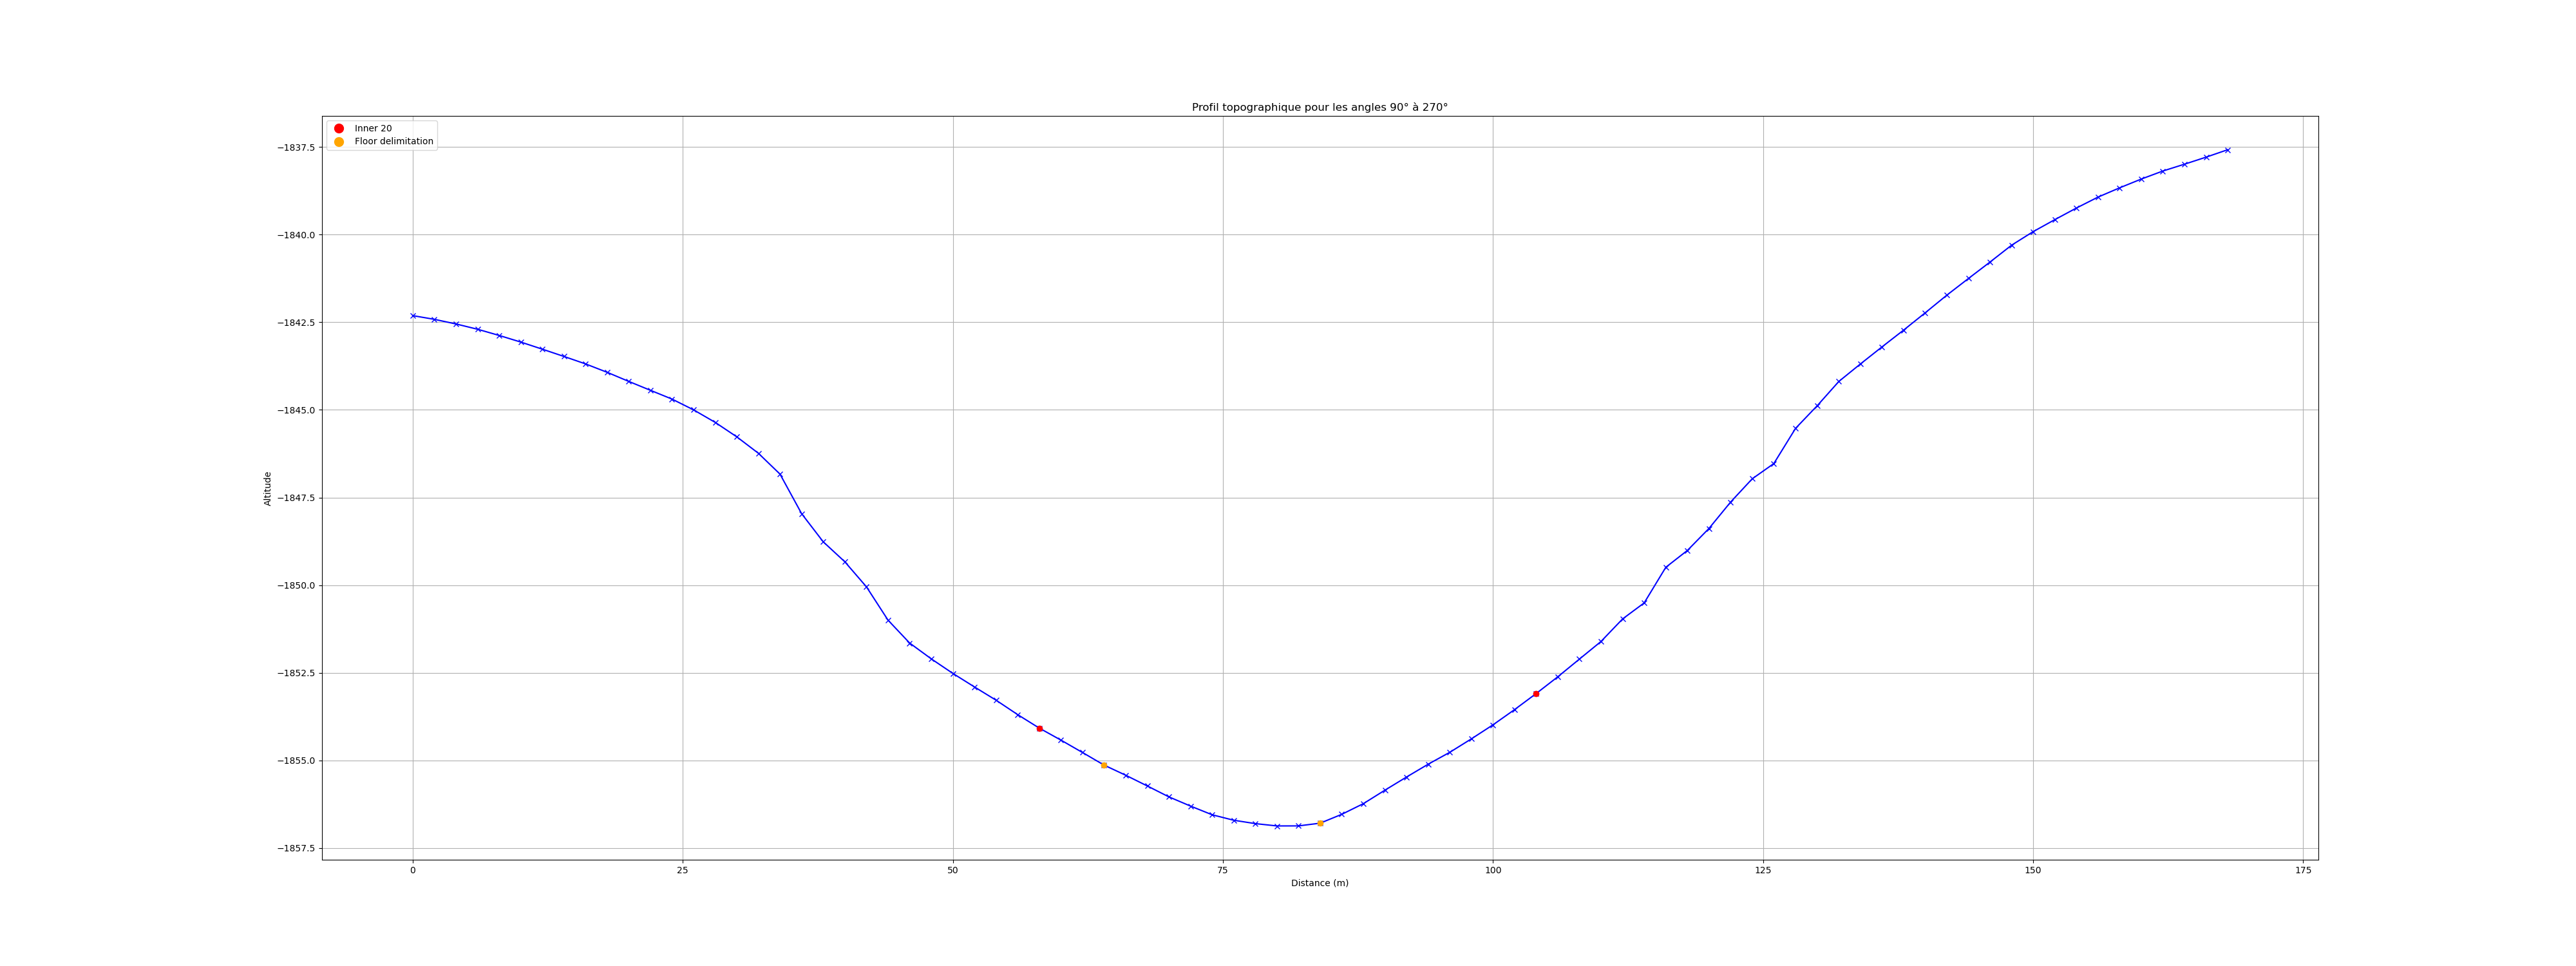 Profil topographique pour les angles 90° à 270°
Inner 20
Floor delimitation
−1837.5
−1840.0
−1842.5
−1845.0
−1847.5
−1850.0
−1852.5
−1855.0
−1857.5
Altitude
0 25 50 75 100 125 150 175
Distance (m)